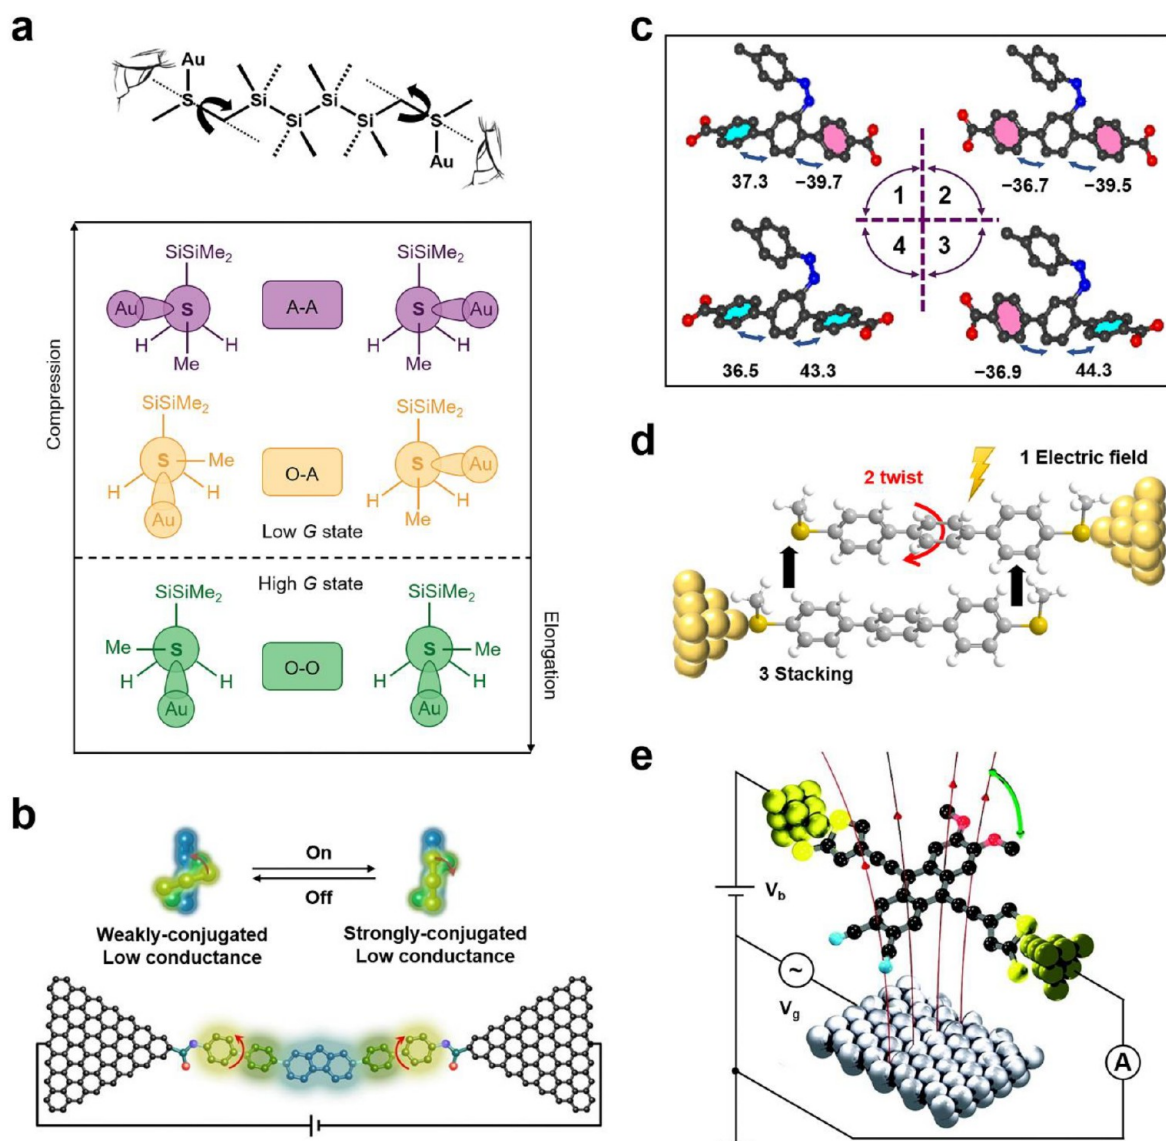 a
Au
S
Si
Si
Si
Si
S
Au
Compression
SiSiMe₂
SiSiMe₂
Au
S
A-A
S
Au
H
H
H
H
Me
Me
SiSiMe₂
SiSiMe₂
S
Me
O-A
S
Au
H
H
H
H
Au
Me
Low G state
High G state
SiSiMe₂
SiSiMe₂
Me
S
O-O
S
Me
H
H
H
H
Au
Au
Elongation
b
On
Off
Weakly-conjugated
Low conductance
Strongly-conjugated
Low conductance
c
37.3
−39.7
−36.7
−39.5
1
2
4
3
36.5
43.3
−36.9
44.3
d
1 Electric field
2 twist
3 Stacking
e
V_b
~
V_g
A